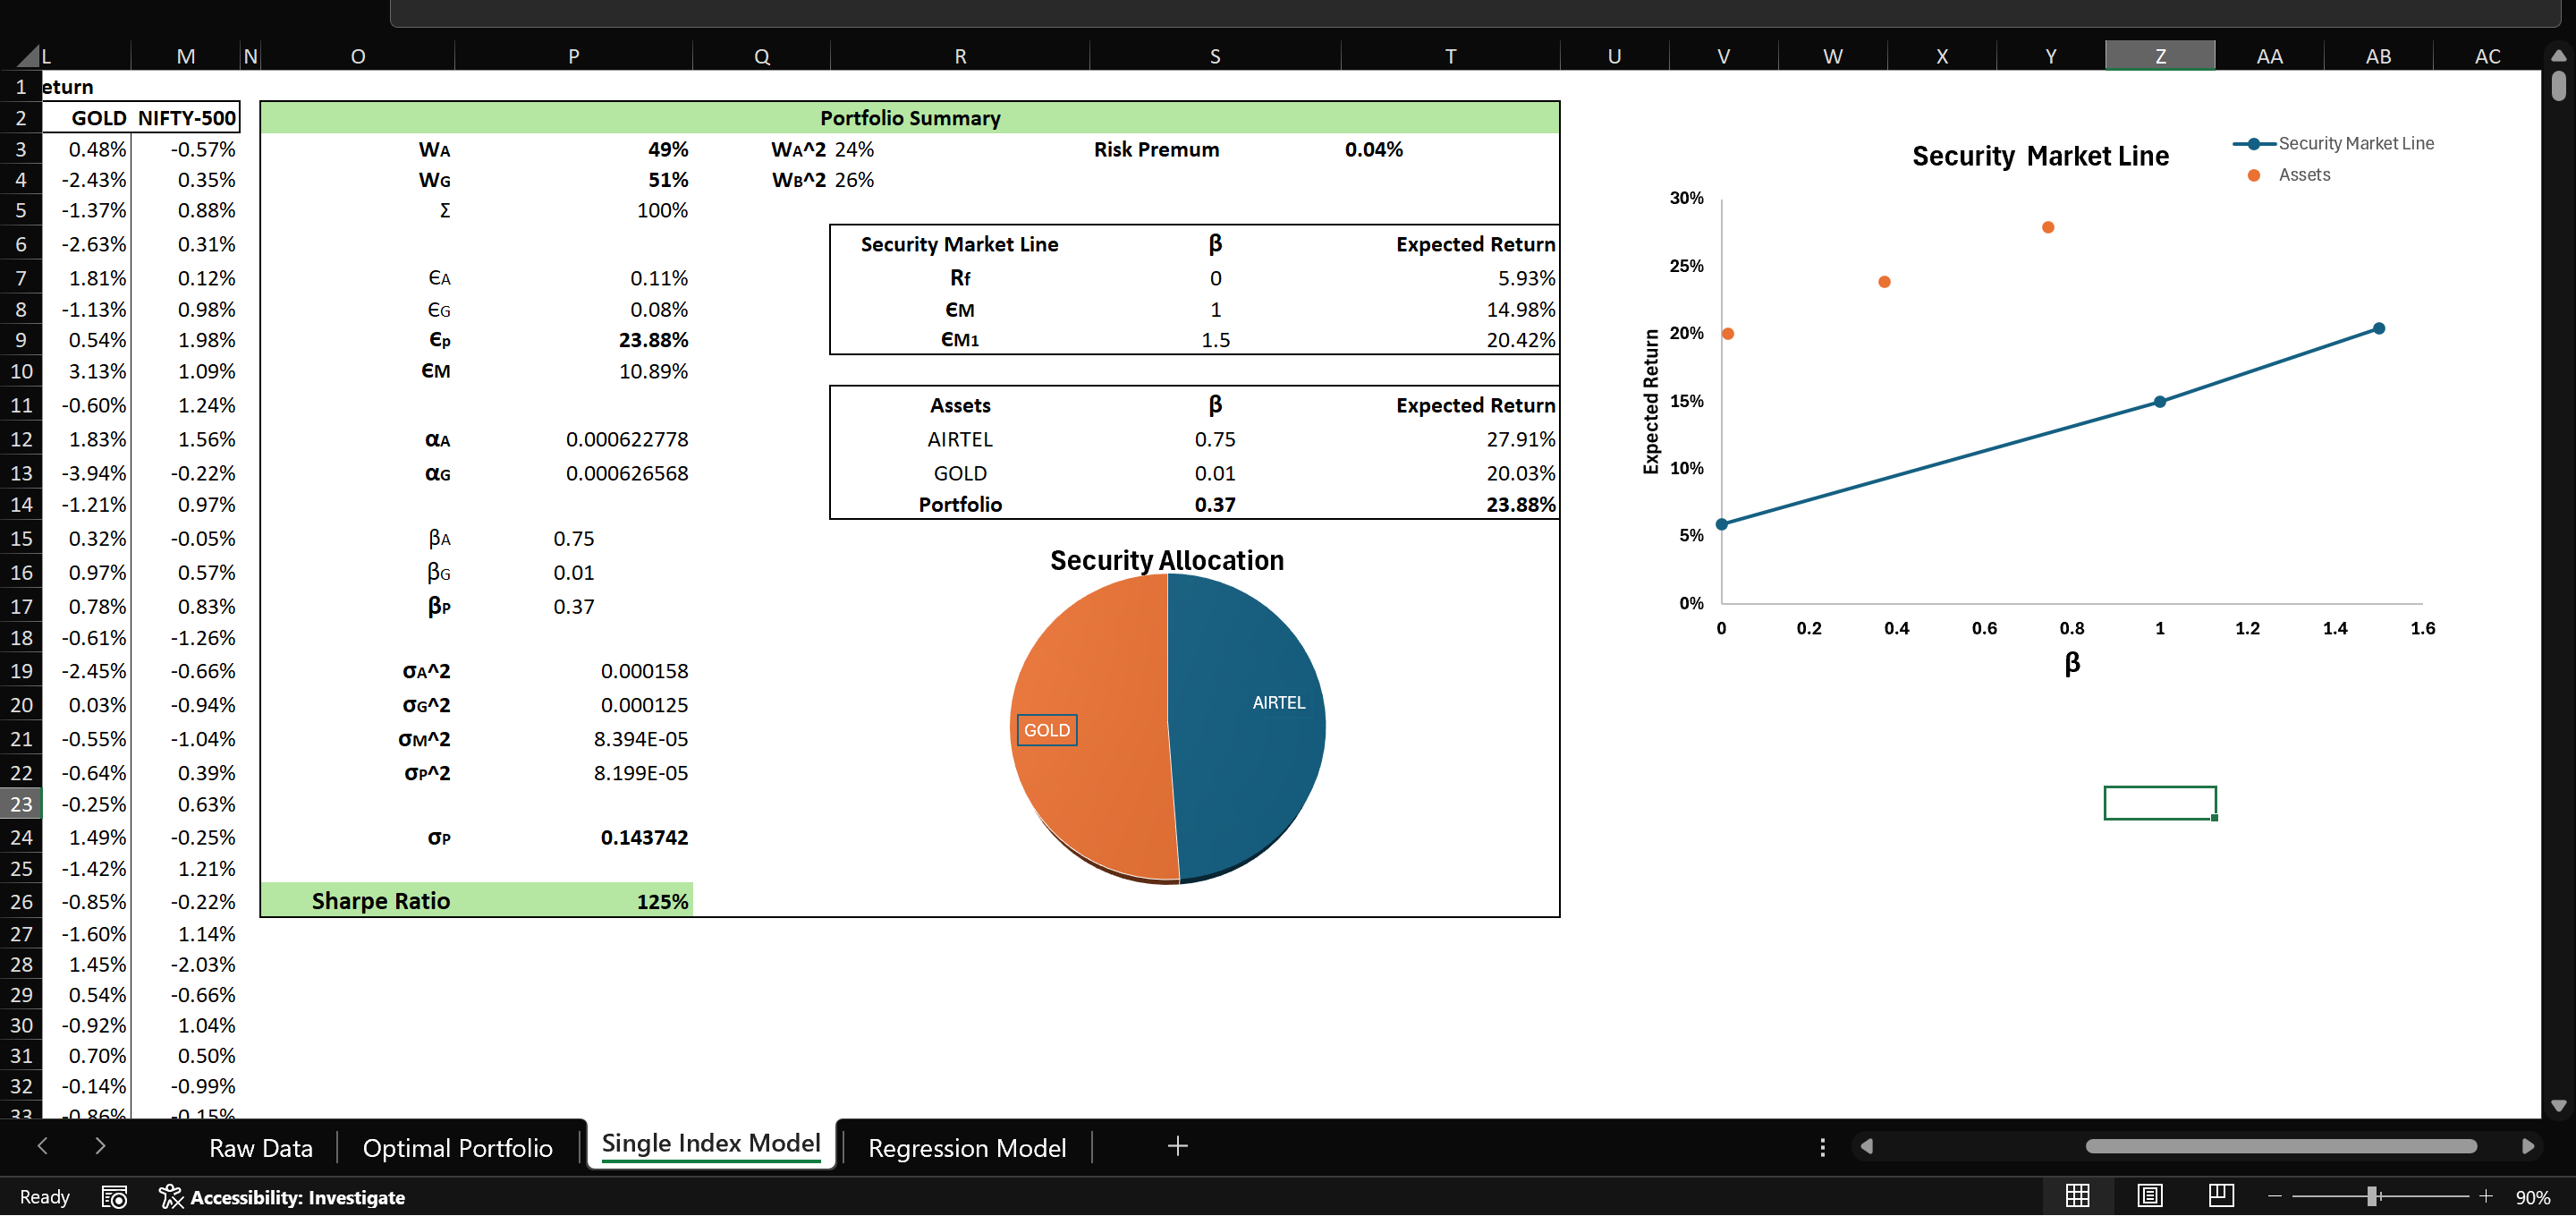 L M N O P Q R S T U V W X Y Z AA AB AC
1 eturn
2 GOLD NIFTY-500 Portfolio Summary
3 0.48% -0.57% WA 49% WA^2 24% Risk Premum 0.04%
4 -2.43% 0.35% WG 51% WB^2 26%
5 -1.37% 0.88% Σ 100%
6 -2.63% 0.31% Security Market Line β Expected Return
7 1.81% 0.12% ЄA 0.11% Rf 0 5.93%
8 -1.13% 0.98% ЄG 0.08% ЄM 1 14.98%
9 0.54% 1.98% Єp 23.88% ЄM1 1.5 20.42%
10 3.13% 1.09% ЄM 10.89%
11 -0.60% 1.24% Assets β Expected Return
12 1.83% 1.56% αA 0.000622778 AIRTEL 0.75 27.91%
13 -3.94% -0.22% αG 0.000626568 GOLD 0.01 20.03%
14 -1.21% 0.97% Portfolio 0.37 23.88%
15 0.32% -0.05% βA 0.75
16 0.97% 0.57% βG 0.01
17 0.78% 0.83% βP 0.37
18 -0.61% -1.26%
19 -2.45% -0.66% σA^2 0.000158
20 0.03% -0.94% σG^2 0.000125
21 -0.55% -1.04% σM^2 8.394E-05
22 -0.64% 0.39% σP^2 8.199E-05
23 -0.25% 0.63%
24 1.49% -0.25% σP 0.143742
25 -1.42% 1.21%
26 -0.85% -0.22% Sharpe Ratio 125%
27 -1.60% 1.14%
28 1.45% -2.03%
29 0.54% -0.66%
30 -0.92% 1.04%
31 0.70% 0.50%
32 -0.14% -0.99%
33 -0.86% -0.15%
Security Allocation
GOLD
AIRTEL
Security Market Line
Security Market Line
Assets
Expected Return
30%
25%
20%
15%
10%
5%
0%
0 0.2 0.4 0.6 0.8 1 1.2 1.4 1.6
β
Raw Data Optimal Portfolio Single Index Model Regression Model +
Ready Accessibility: Investigate 90%